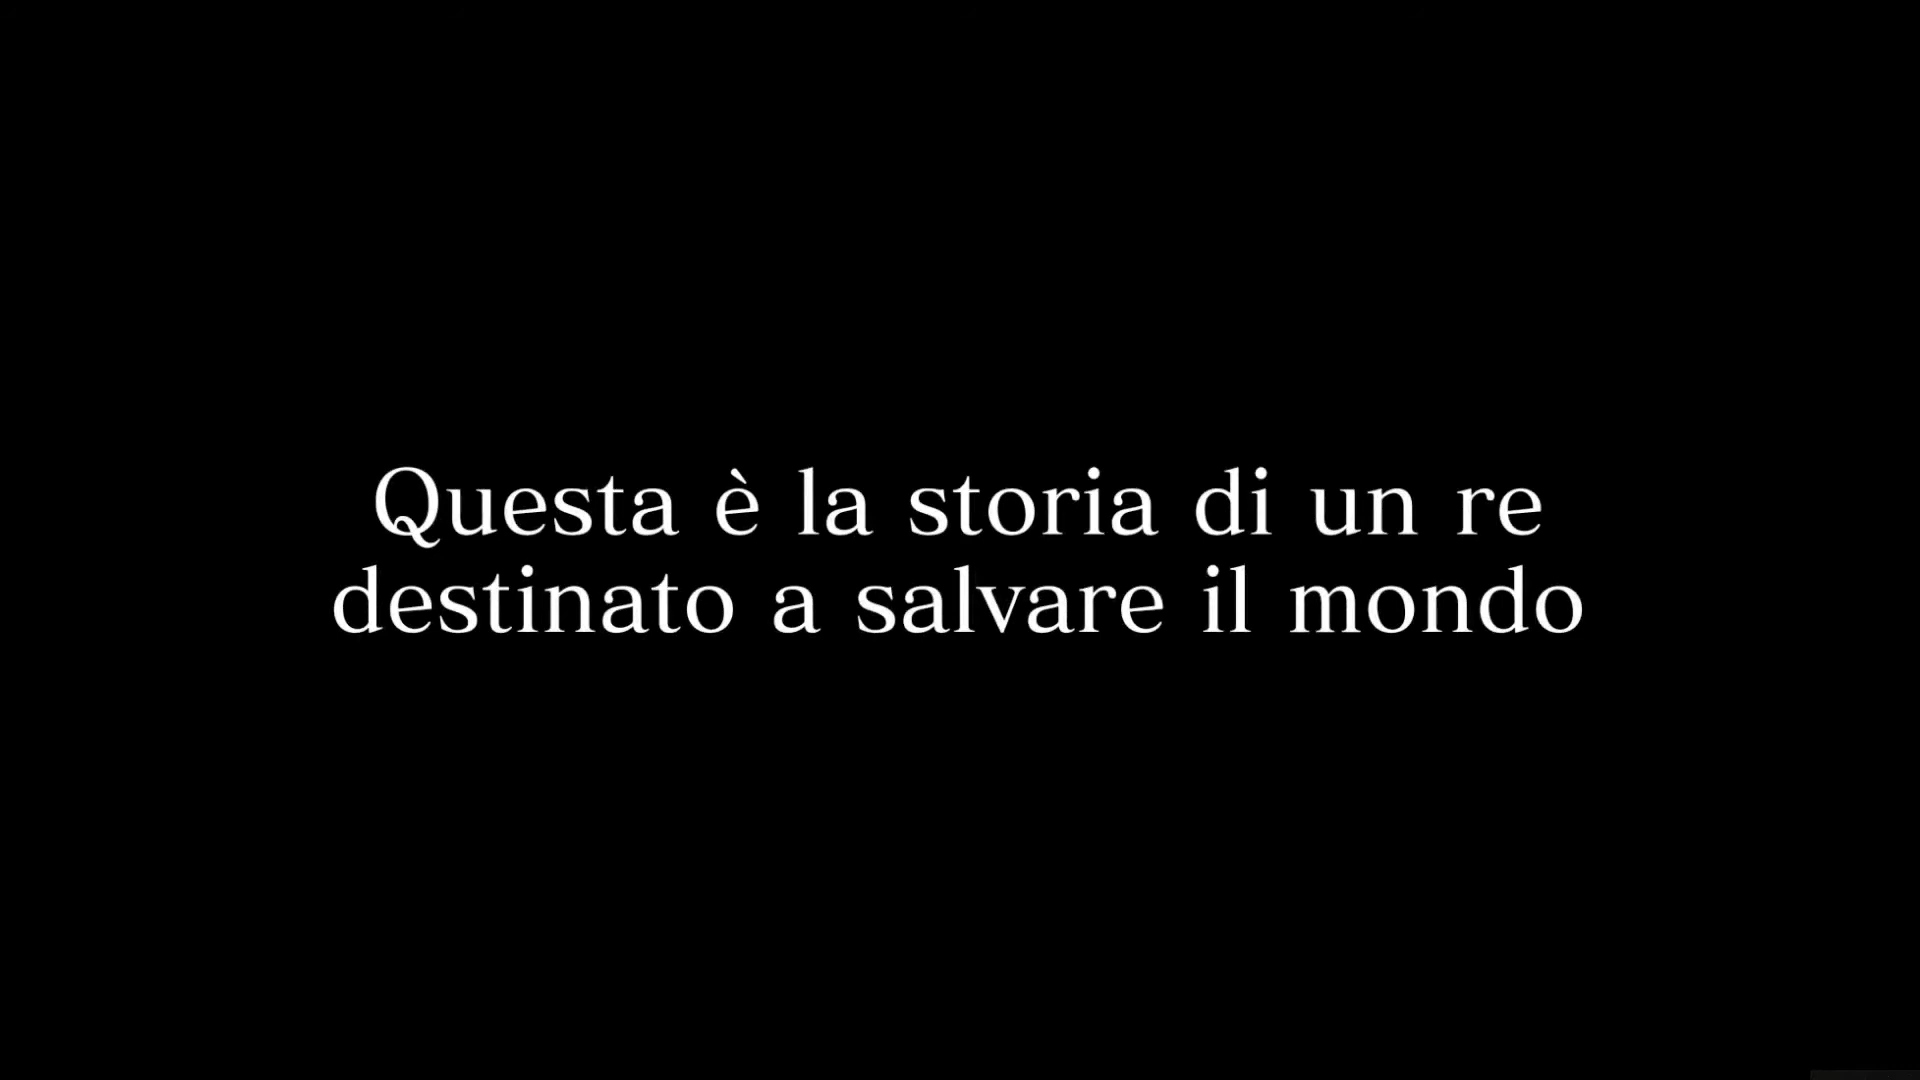 Questa è la storia di un re
destinato a salvare il mondo